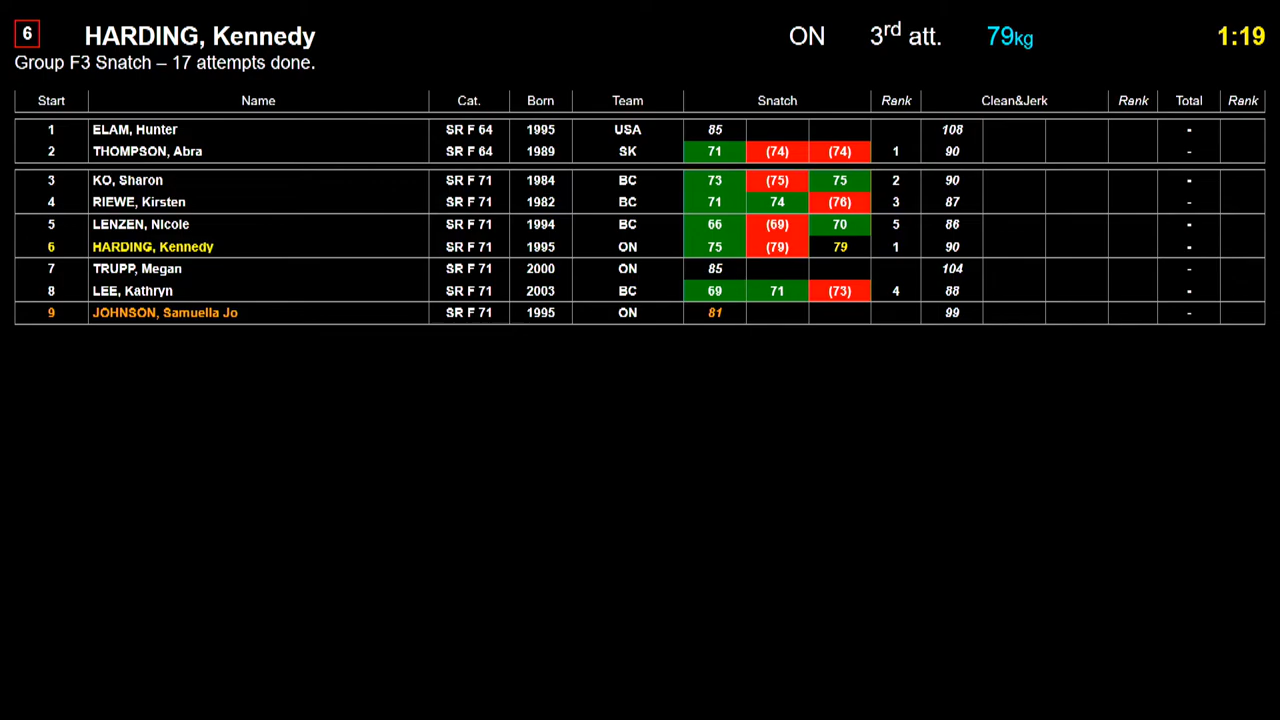 6 HARDING, Kennedy ON 3rd att. 79kg 1:19
Group F3 Snatch – 17 attempts done.
Start Name Cat. Born Team Snatch Rank Clean&Jerk Rank Total Rank
1 ELAM, Hunter SR F 64 1995 USA 85 108 -
2 THOMPSON, Abra SR F 64 1989 SK 71 (74) (74) 1 90 -
3 KO, Sharon SR F 71 1984 BC 73 (75) 75 2 90 -
4 RIEWE, Kirsten SR F 71 1982 BC 71 74 (76) 3 87 -
5 LENZEN, Nicole SR F 71 1994 BC 66 (69) 70 5 86 -
6 HARDING, Kennedy SR F 71 1995 ON 75 (79) 79 1 90 -
7 TRUPP, Megan SR F 71 2000 ON 85 104 -
8 LEE, Kathryn SR F 71 2003 BC 69 71 (73) 4 88 -
9 JOHNSON, Samuella Jo SR F 71 1995 ON 81 99 -